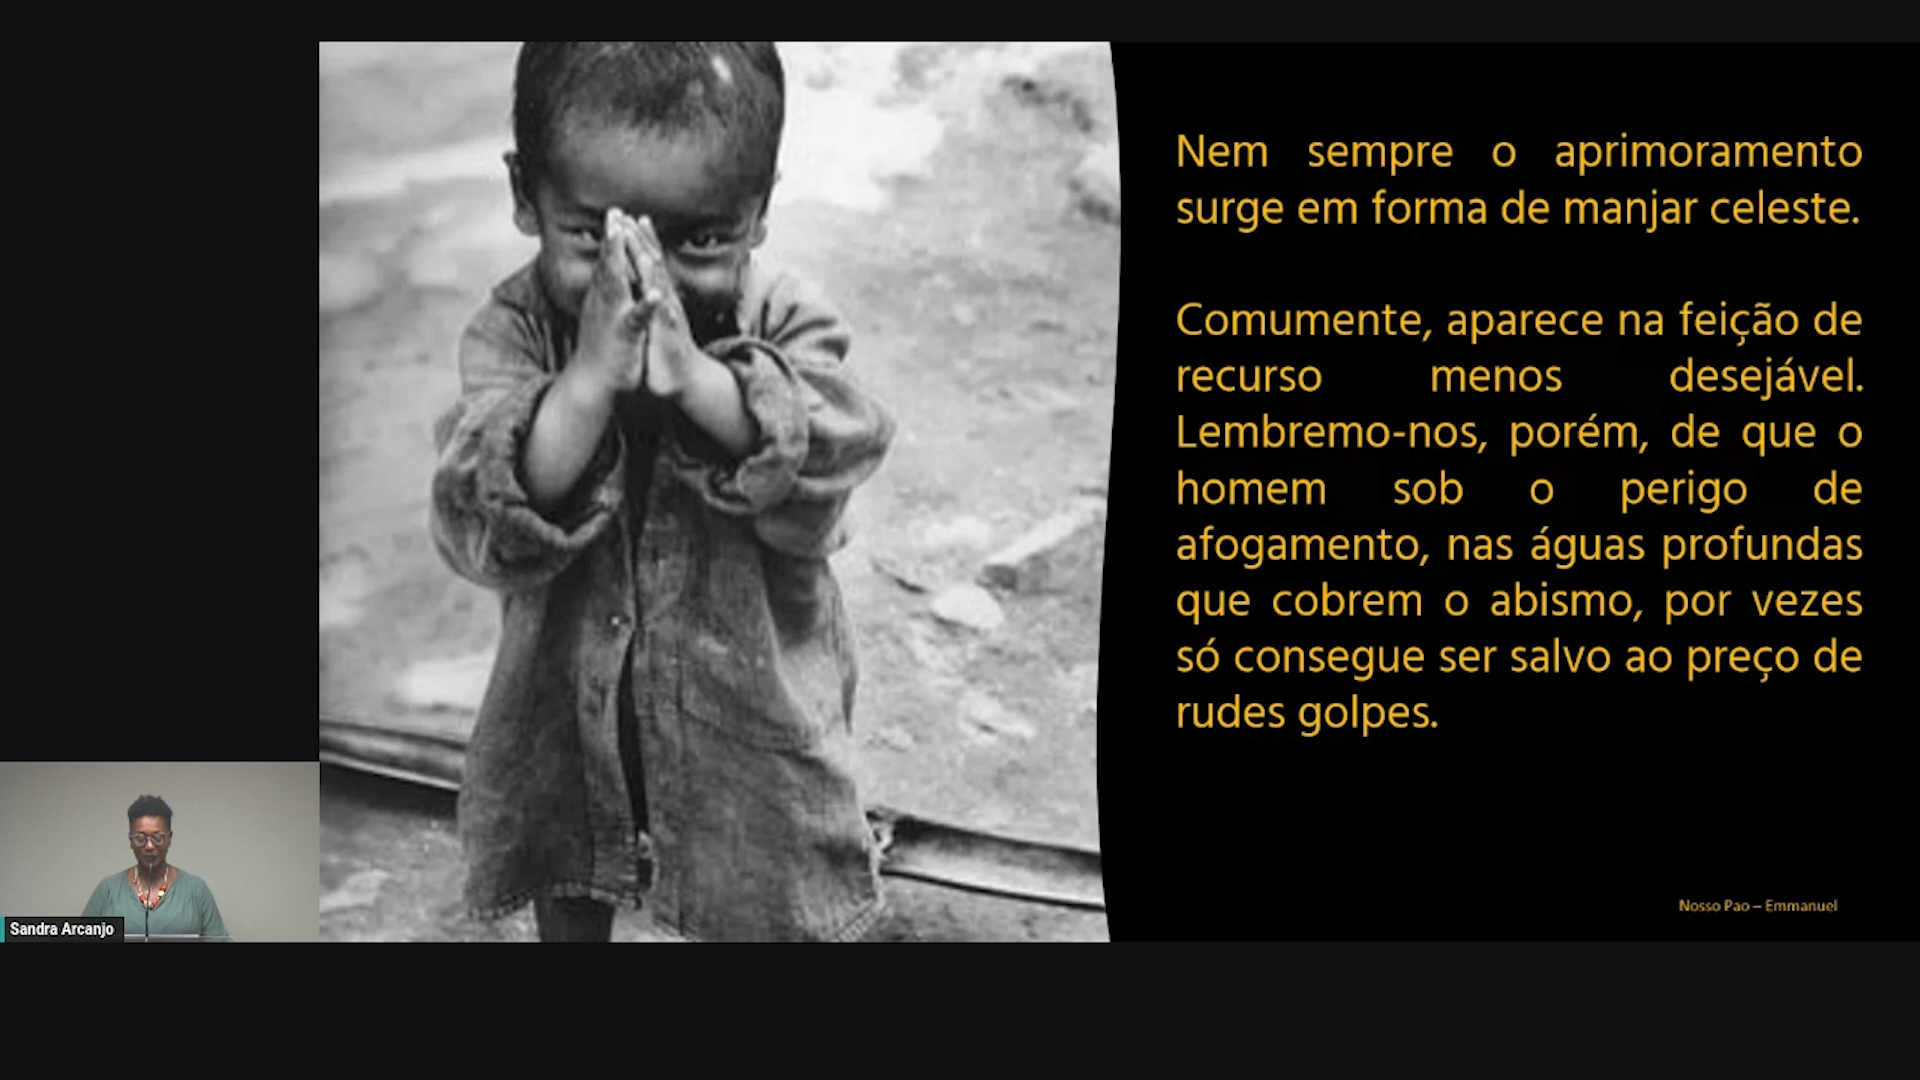 Nem sempre o aprimoramento
surge em forma de manjar celeste.
Comumente, aparece na feição de
recurso menos desejável.
Lembremo-nos, porém, de que o
homem sob o perigo de
afogamento, nas águas profundas
que cobrem o abismo, por vezes
só consegue ser salvo ao preço de
rudes golpes.
Nosso Pao – Emmanuel
Sandra Arcanjo